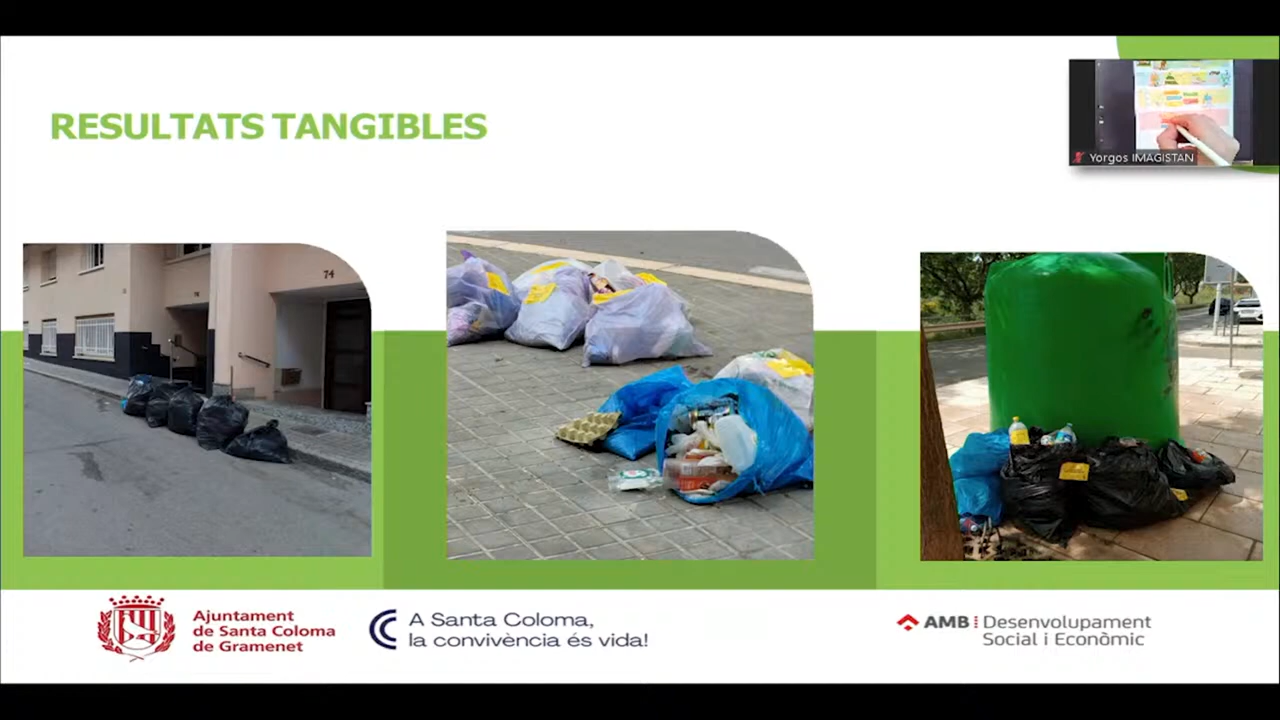 RESULTATS TANGIBLES
Yorgos IMAGISTAN
74
Ajuntament
de Santa Coloma
de Gramenet
A Santa Coloma,
la convivència és vida!
AMB
Desenvolupament
Social i Econòmic